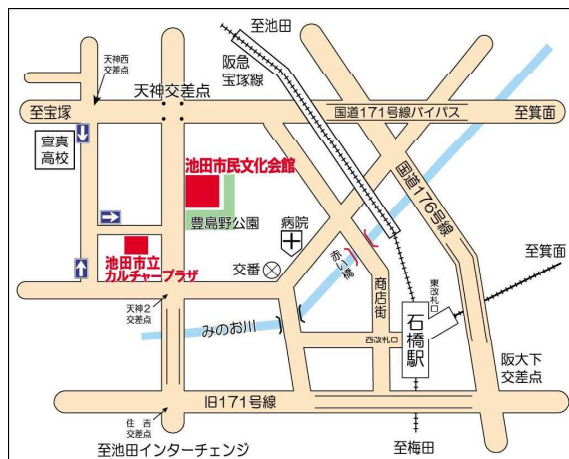 至池田
阪急
宝塚線
天神西
交差点
天神交差点
至宝塚
国道171号線バイパス
至箕面
宣真
高校
池田市民文化会館
国道176号線
豊島野公園
病院
池田市立
カルチャープラザ
交番
赤い橋
至箕面
東改札口
商店街
天神2
交差点
みのお川
西改札口
石橋駅
阪大下
交差点
旧171号線
住吉
交差点
至池田インターチェンジ
至梅田